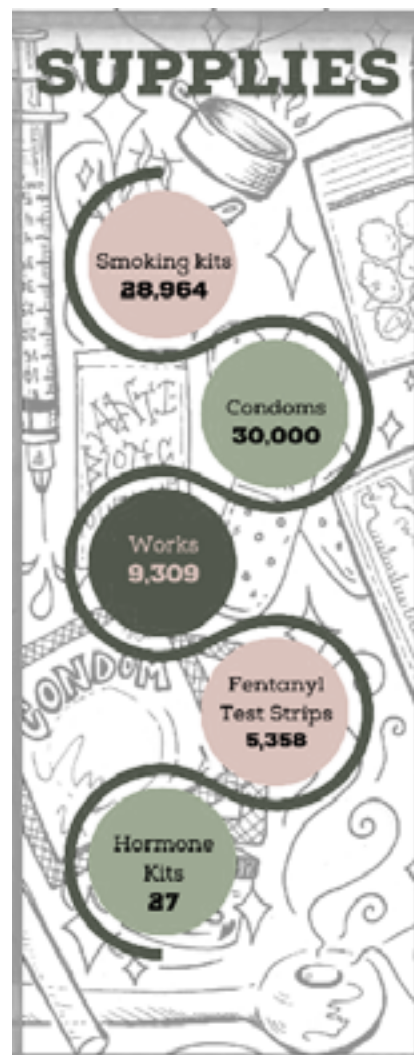 SUPPLIES
Smoking kits
28,964
Condoms
30,000
ANTI
Works
9,309
CONDOM
Fentanyl
Test Strips
5,358
Hormone
Kits
27